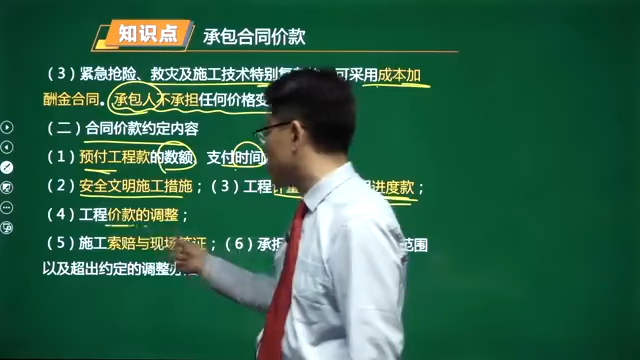 知识点 承包合同价款
（3）紧急抢险、救灾及施工技术特别复 可采用成本加
酬金合同。承包人不承担任何价格变
（二）合同价款约定内容
（1）预付工程款的数额、支付时间
（2）安全文明施工措施；（3）工程计量 进度款；
（4）工程价款的调整；
（5）施工索赔与现场签证；（6）承担 范围
以及超出约定的调整办